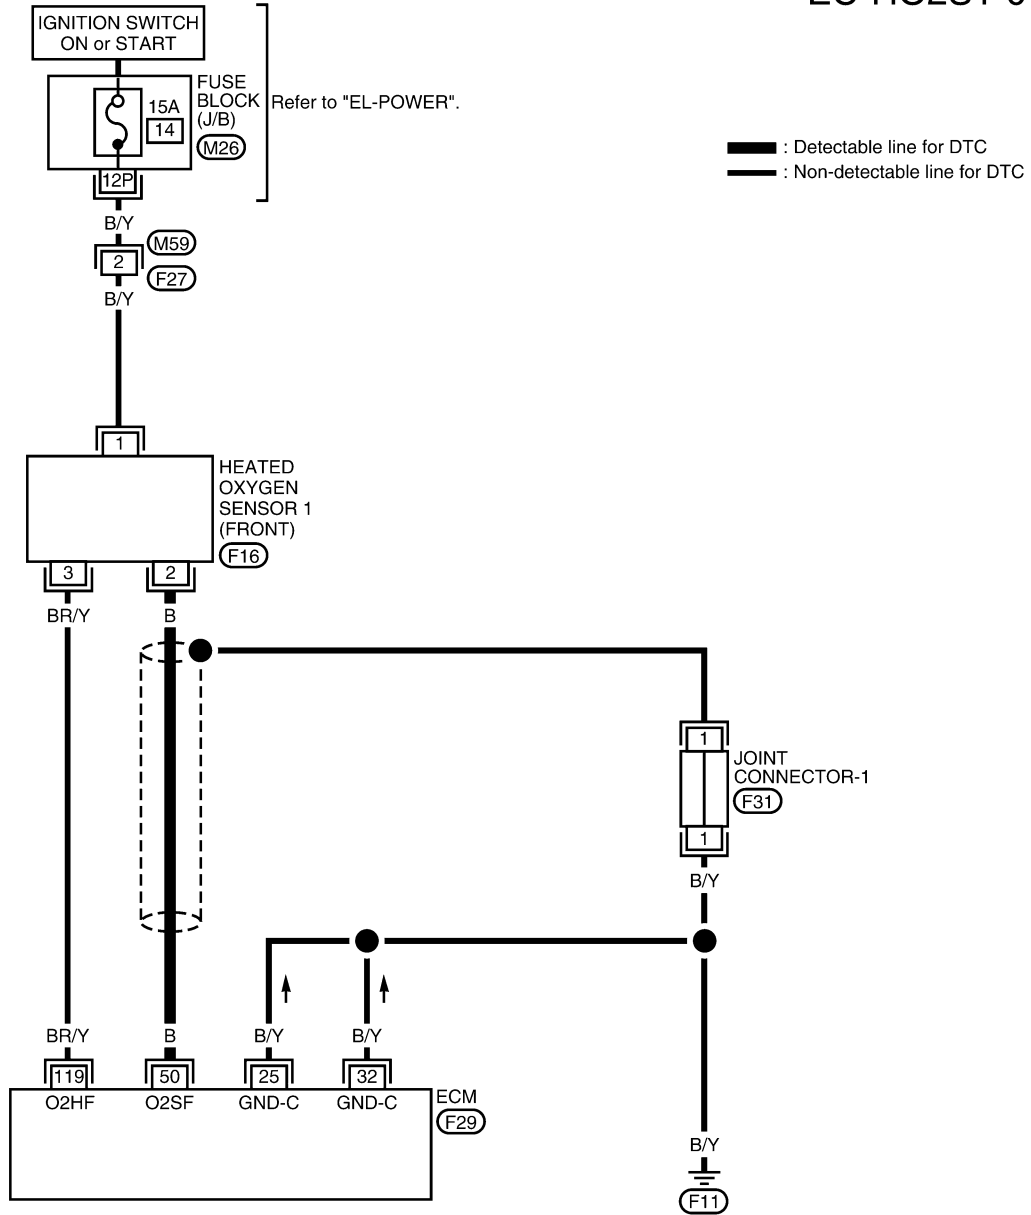 IGNITION SWITCH
ON or START
FUSE
BLOCK
(J/B)
M26
15A
14
Refer to "EL-POWER".
: Detectable line for DTC
: Non-detectable line for DTC
12P
B/Y
M59
2
F27
B/Y
1
HEATED
OXYGEN
SENSOR 1
(FRONT)
F16
3
2
BR/Y
B
1
JOINT
CONNECTOR-1
F31
1
B/Y
BR/Y
B
B/Y
B/Y
119
50
25
32
O2HF
O2SF
GND-C
GND-C
ECM
F29
B/Y
F11